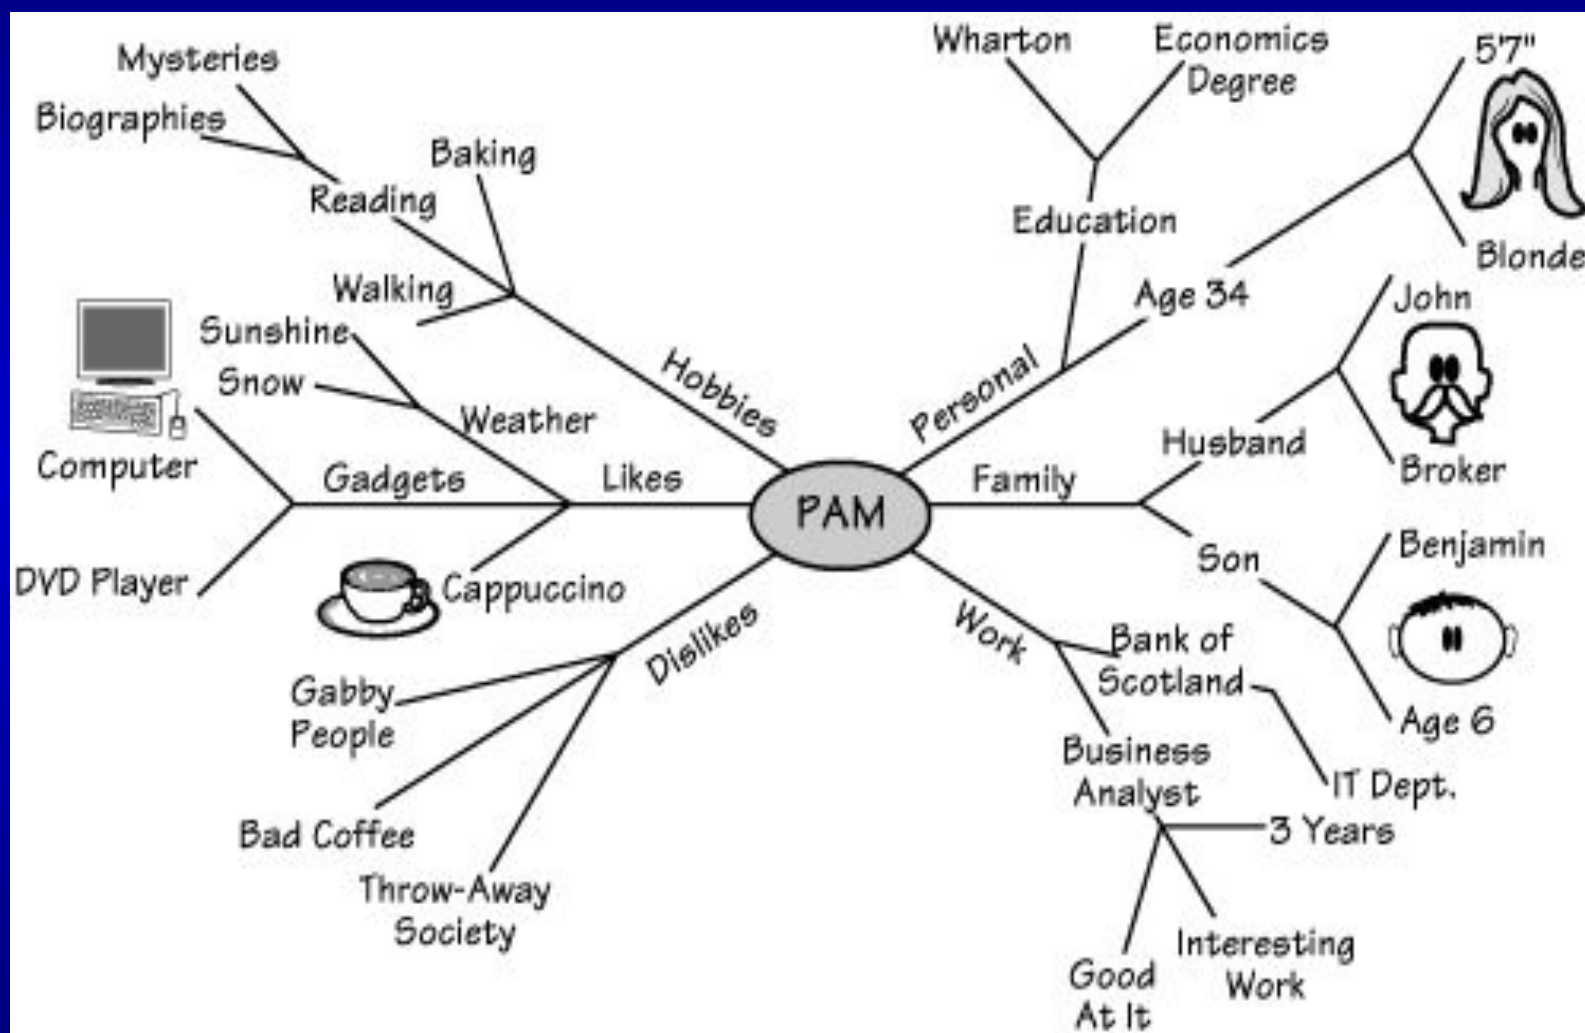 Mysteries
Biographies
Reading
Baking
Walking
Hobbies
Sunshine
Snow
Weather
Computer
Gadgets
Likes
DVD Player
Cappuccino
Dislikes
Gabby
People
Bad Coffee
Throw-Away
Society
PAM
Wharton
Economics
Degree
5'7"
Education
Age 34
Blonde
Personal
John
Husband
Broker
Family
Son
Benjamin
Age 6
Work
Bank of
Scotland
IT Dept.
Business
Analyst
3 Years
Interesting
Work
Good
At It